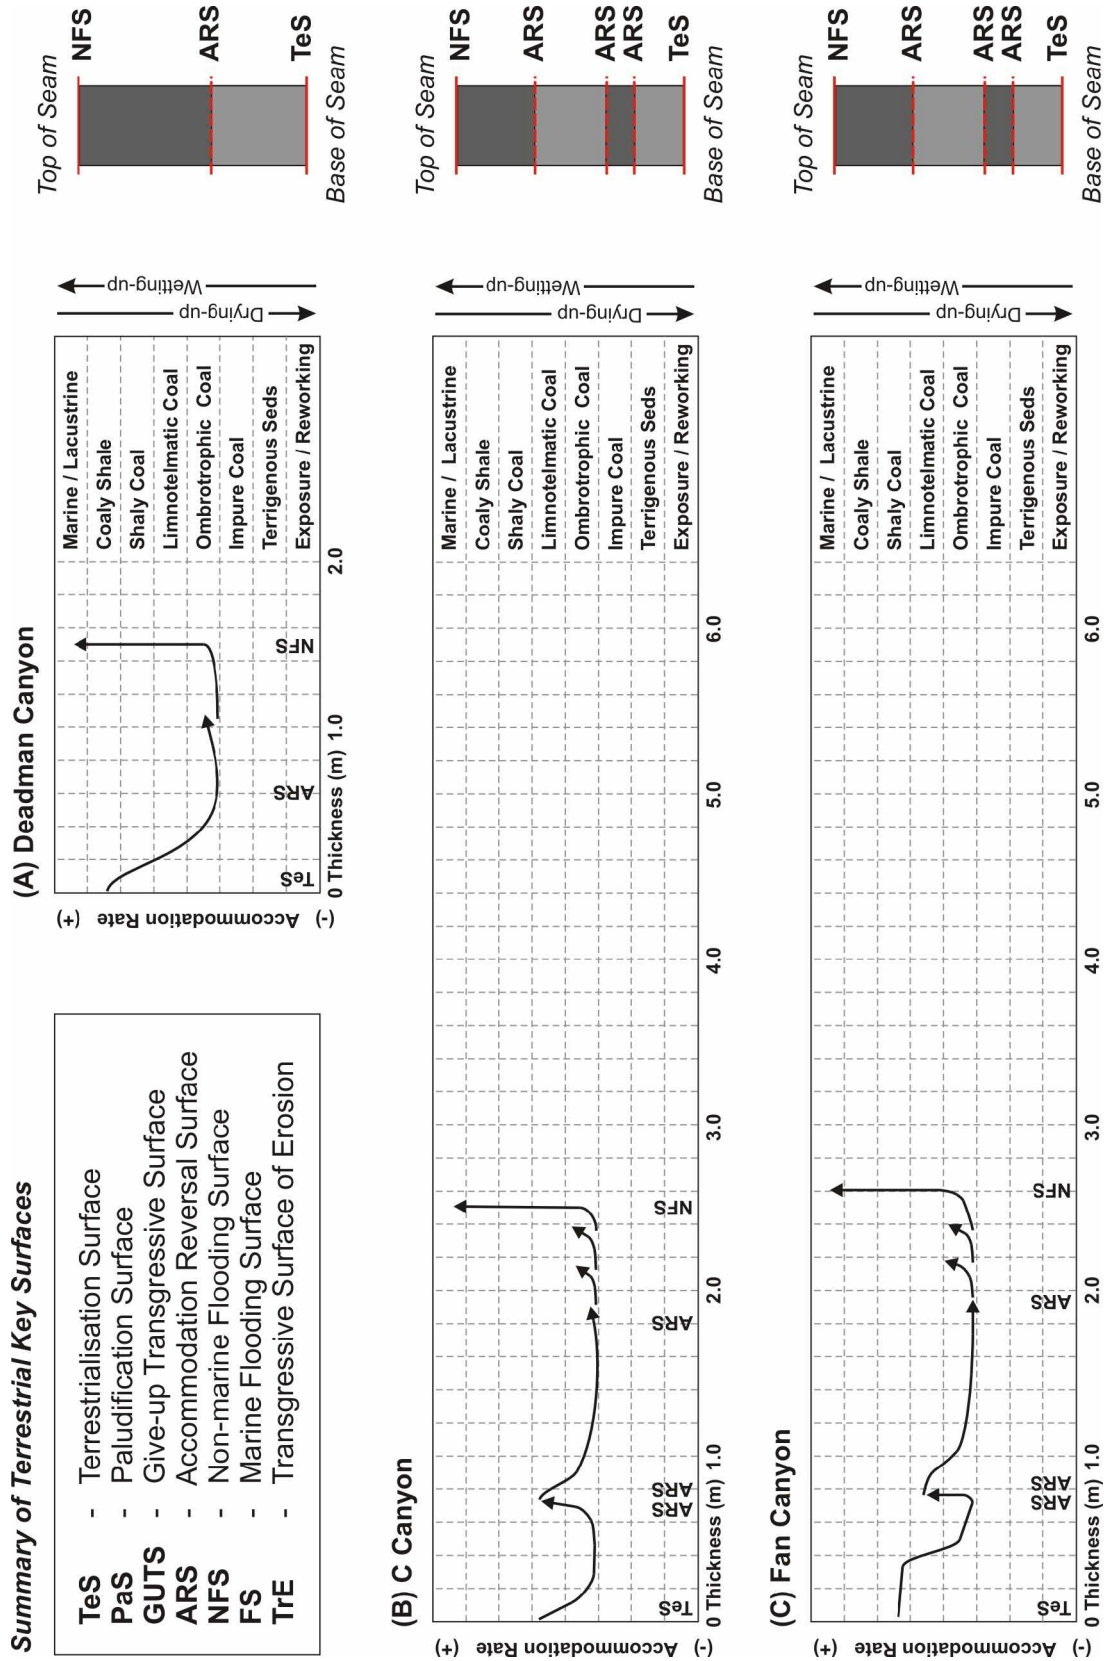 Summary of Terrestrial Key Surfaces
TeS - Terrestrialisation Surface
PaS - Paludification Surface
GUTS - Give-up Transgressive Surface
ARS - Accommodation Reversal Surface
NFS - Non-marine Flooding Surface
FS - Marine Flooding Surface
TrE - Transgressive Surface of Erosion
(A) Deadman Canyon
(+) Accommodation Rate (-)
Marine / Lacustrine
Coaly Shale
Shaly Coal
Limnotelmatic Coal
Ombrotrophic Coal
Impure Coal
Terrigenous Seds
Exposure / Reworking
TeS
ARS
NFS
0 Thickness (m) 1.0 2.0
Drying-up
Wetting-up
Top of Seam
NFS
ARS
TeS
Base of Seam
(B) C Canyon
(+) Accommodation Rate (-)
Marine / Lacustrine
Coaly Shale
Shaly Coal
Limnotelmatic Coal
Ombrotrophic Coal
Impure Coal
Terrigenous Seds
Exposure / Reworking
TeS
ARS
ARS
ARS
NFS
0 Thickness (m) 1.0 2.0 3.0 4.0 5.0 6.0
Drying-up
Wetting-up
Top of Seam
NFS
ARS
ARS
ARS
TeS
Base of Seam
(C) Fan Canyon
(+) Accommodation Rate (-)
Marine / Lacustrine
Coaly Shale
Shaly Coal
Limnotelmatic Coal
Ombrotrophic Coal
Impure Coal
Terrigenous Seds
Exposure / Reworking
TeS
ARS
ARS
ARS
NFS
0 Thickness (m) 1.0 2.0 3.0 4.0 5.0 6.0
Drying-up
Wetting-up
Top of Seam
NFS
ARS
ARS
ARS
TeS
Base of Seam